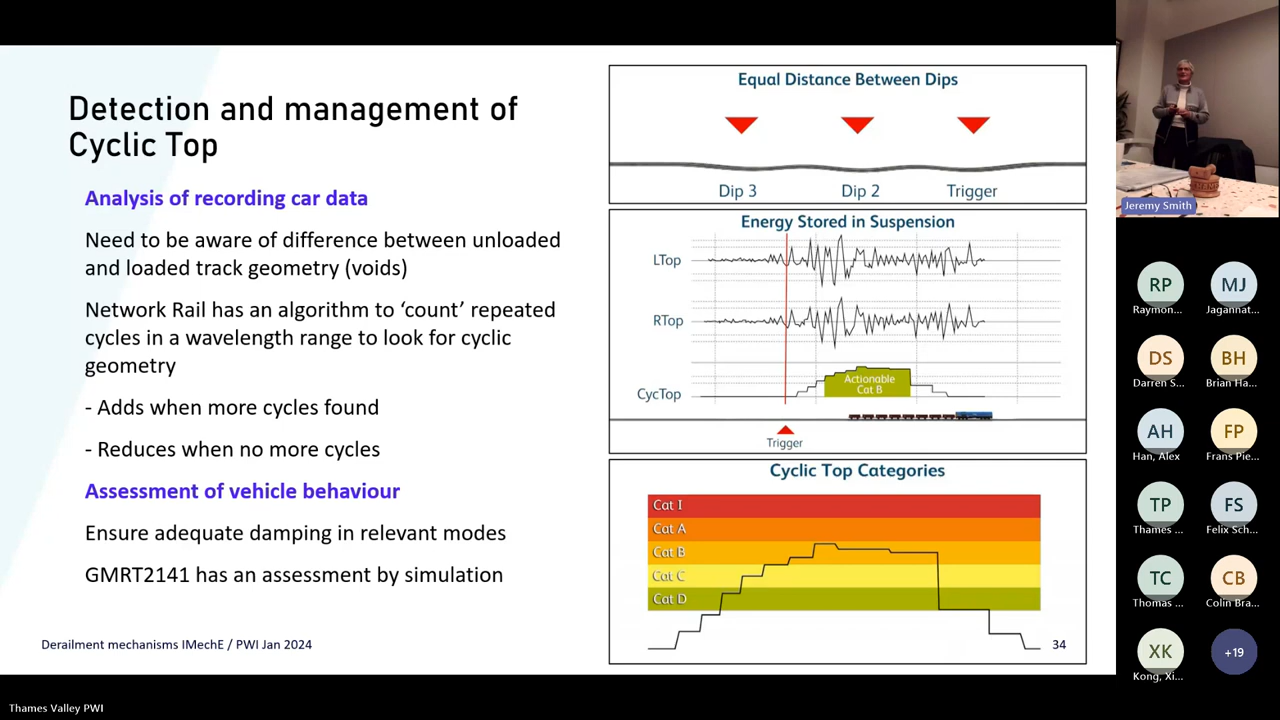 Detection and management of
Cyclic Top
Analysis of recording car data
Need to be aware of difference between unloaded
and loaded track geometry (voids)
Network Rail has an algorithm to ‘count’ repeated
cycles in a wavelength range to look for cyclic
geometry
- Adds when more cycles found
- Reduces when no more cycles
Assessment of vehicle behaviour
Ensure adequate damping in relevant modes
GMRT2141 has an assessment by simulation
Derailment mechanisms IMechE / PWI Jan 2024
Equal Distance Between Dips
Dip 3
Dip 2
Trigger
Energy Stored in Suspension
LTop
RTop
CycTop
Actionable
Cat B
Trigger
Cyclic Top Categories
Cat I
Cat A
Cat B
Cat C
Cat D
34
Jeremy Smith
RP
Raymon...
MJ
Jagannat...
DS
Darren S...
BH
Brian Ha...
AH
Han, Alex
FP
Frans Pie...
TP
Thames ...
FS
Felix Sch...
TC
Thomas ...
CB
Colin Bra...
XK
Kong, Xi...
+19
Thames Valley PWI